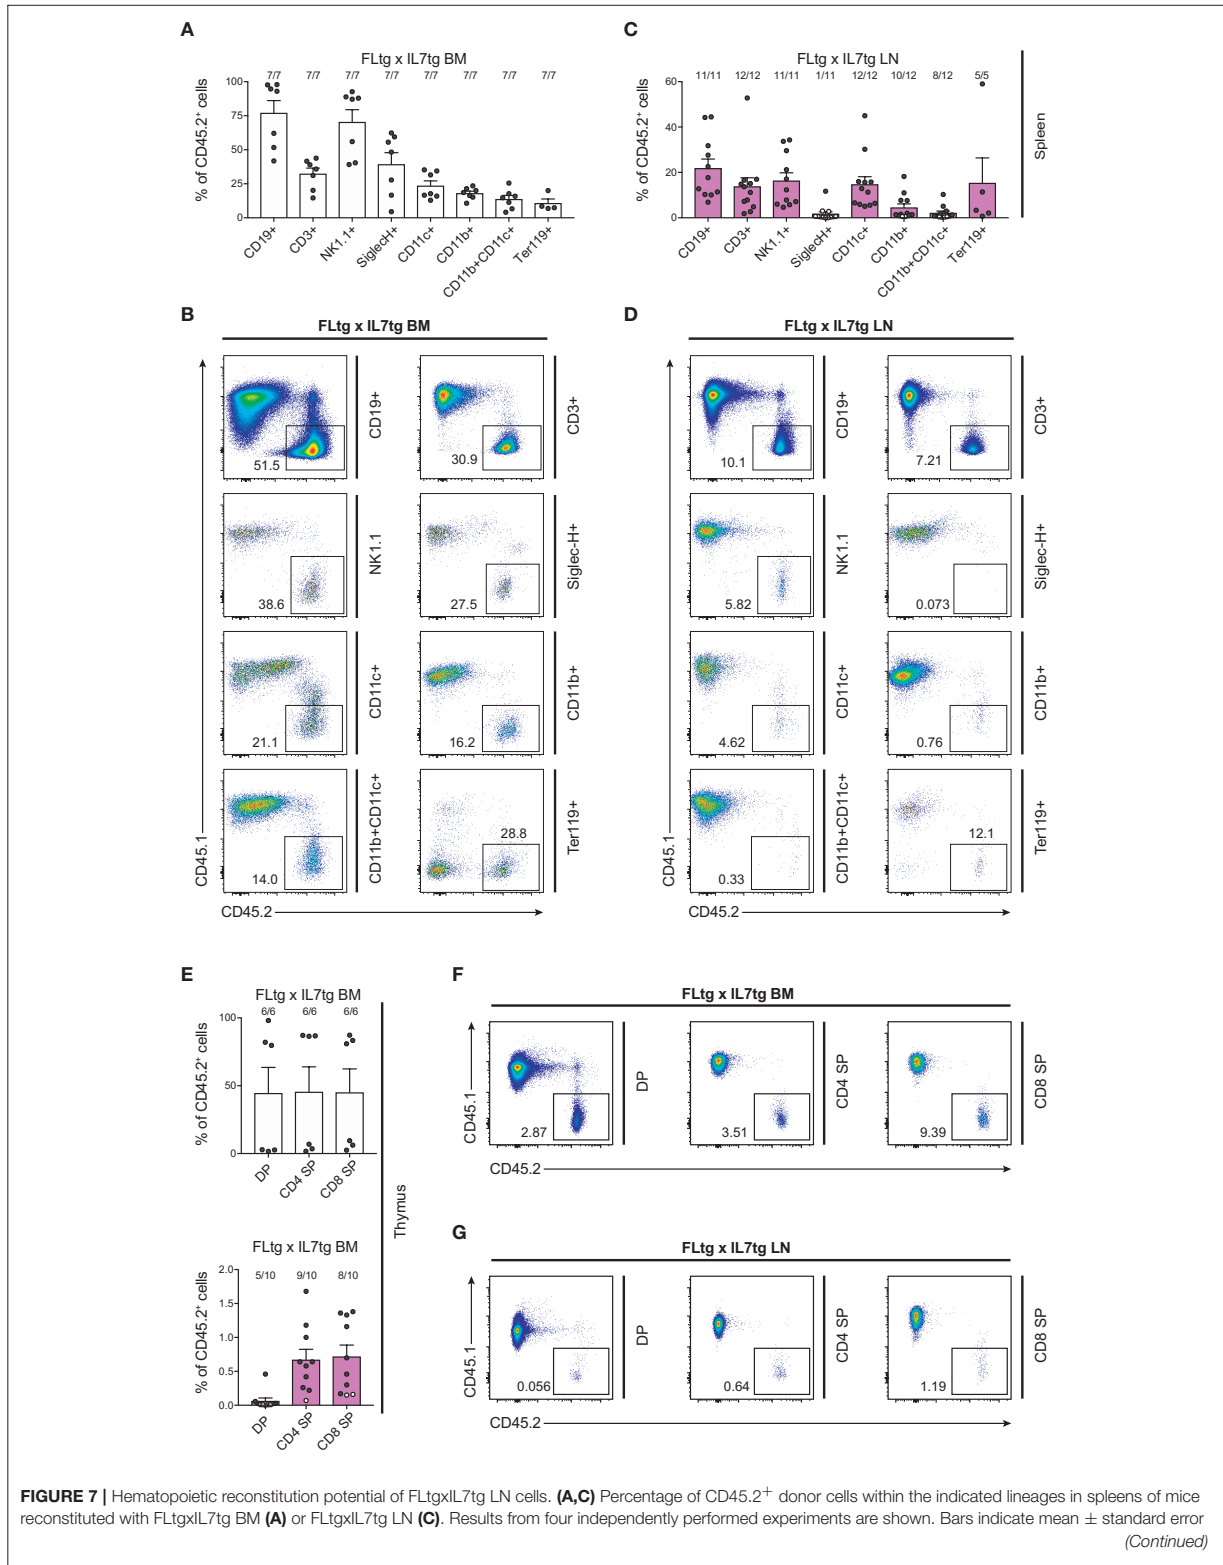 A
FLtg x IL7tg BM
7/7 7/7 7/7 7/7 7/7 7/7 7/7 7/7
% of CD45.2+ cells
100
75
50
25
0
CD19+ CD3+ NK1.1+ SiglecH+ CD11c+ CD11b+ CD11b+CD11c+ Ter119+
C
FLtg x IL7tg LN
11/11 12/12 11/11 1/11 12/12 10/12 8/12 5/5
% of CD45.2+ cells
60
40
20
0
CD19+ CD3+ NK1.1+ SiglecH+ CD11c+ CD11b+ CD11b+CD11c+ Ter119+
Spleen
B
FLtg x IL7tg BM
51.5
CD19+
30.9
CD3+
38.6
NK1.1
27.5
Siglec-H+
21.1
CD11c+
16.2
CD11b+
14.0
CD11b+CD11c+
28.8
Ter119+
CD45.1
CD45.2
D
FLtg x IL7tg LN
10.1
CD19+
7.21
CD3+
5.82
NK1.1
0.073
Siglec-H+
4.62
CD11c+
0.76
CD11b+
0.33
CD11b+CD11c+
12.1
Ter119+
CD45.1
CD45.2
E
FLtg x IL7tg BM
6/6 6/6 6/6
% of CD45.2+ cells
100
50
0
DP CD4 SP CD8 SP
FLtg x IL7tg BM
5/10 9/10 8/10
% of CD45.2+ cells
2.0
1.5
1.0
0.5
0.0
DP CD4 SP CD8 SP
Thymus
F
FLtg x IL7tg BM
CD45.1
2.87
DP
3.51
CD4 SP
9.39
CD8 SP
CD45.2
G
FLtg x IL7tg LN
CD45.1
0.056
DP
0.64
CD4 SP
1.19
CD8 SP
CD45.2
FIGURE 7 | Hematopoietic reconstitution potential of FLtgxIL7tg LN cells. (A,C) Percentage of CD45.2+ donor cells within the indicated lineages in spleens of mice
reconstituted with FLtgxIL7tg BM (A) or FLtgxIL7tg LN (C). Results from four independently performed experiments are shown. Bars indicate mean ± standard error
(Continued)